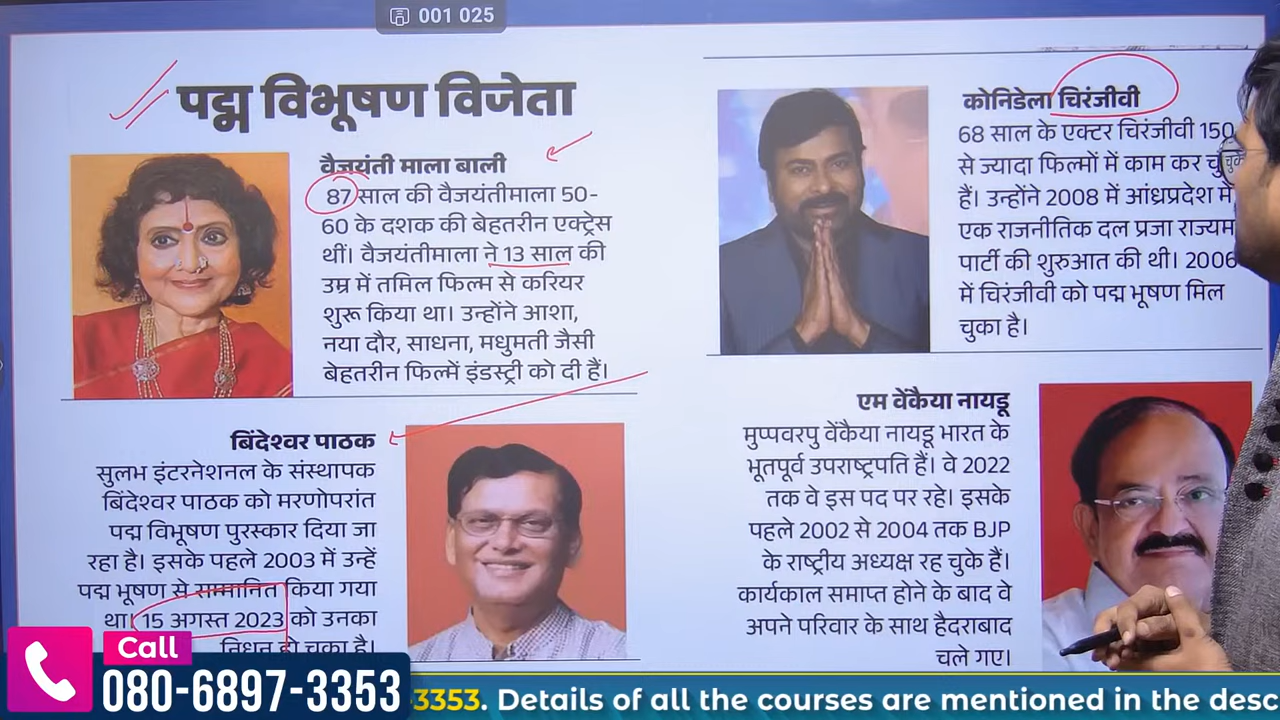 001 025
पद्म विभूषण विजेता
वैजयंती माला बाली
87 साल की वैजयंतीमाला 50-
60 के दशक की बेहतरीन एक्ट्रेस
थीं। वैजयंतीमाला ने 13 साल की
उम्र में तमिल फिल्म से करियर
शुरू किया था। उन्होंने आशा,
नया दौर, साधना, मधुमती जैसी
बेहतरीन फिल्में इंडस्ट्री को दी हैं।
बिंदेश्वर पाठक
सुलभ इंटरनेशनल के संस्थापक
बिंदेश्वर पाठक को मरणोपरांत
पद्म विभूषण पुरस्कार दिया जा
रहा है। इसके पहले 2003 में उन्हें
पद्म भूषण से सम्मानित किया गया
था। 15 अगस्त 2023 को उनका
निधन हो चुका है।
कोनिडेला चिरंजीवी
68 साल के एक्टर चिरंजीवी 150
से ज्यादा फिल्मों में काम कर चुके
हैं। उन्होंने 2008 में आंध्रप्रदेश में
एक राजनीतिक दल प्रजा राज्यम
पार्टी की शुरुआत की थी। 2006
में चिरंजीवी को पद्म भूषण मिल
चुका है।
एम वेंकैया नायडू
मुप्पवरपु वेंकैया नायडू भारत के
भूतपूर्व उपराष्ट्रपति हैं। वे 2022
तक वे इस पद पर रहे। इसके
पहले 2002 से 2004 तक BJP
के राष्ट्रीय अध्यक्ष रह चुके हैं।
कार्यकाल समाप्त होने के बाद वे
अपने परिवार के साथ हैदराबाद
चले गए।
Call
080-6897-3353
-3353. Details of all the courses are mentioned in the desc